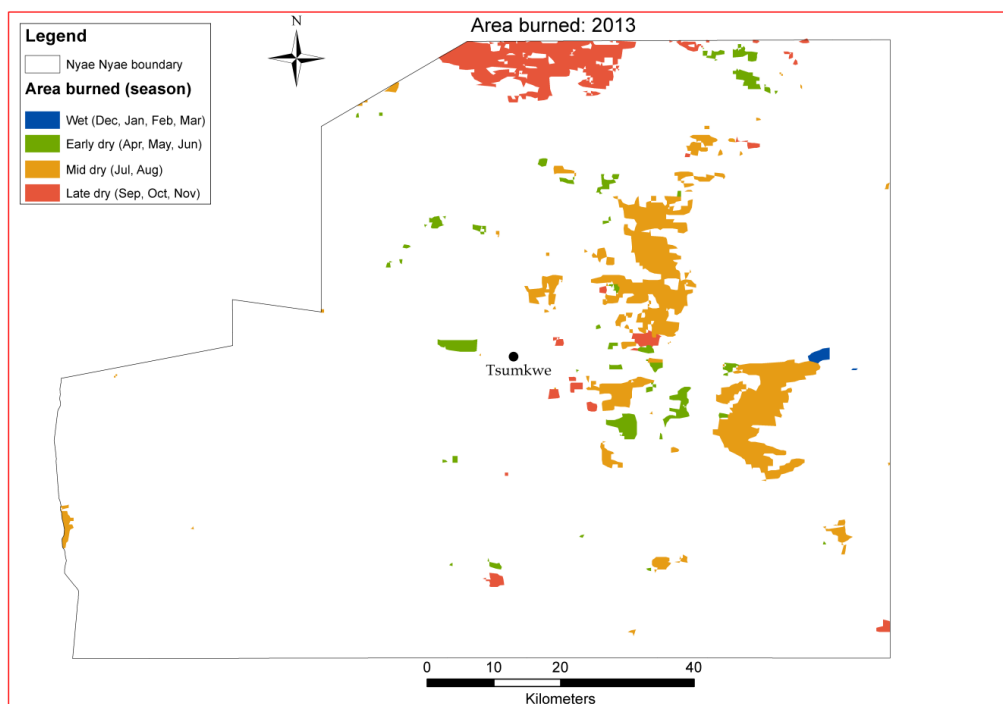 Area burned: 2013
N
Legend
Nyae Nyae boundary
Area burned (season)
Wet (Dec, Jan, Feb, Mar)
Early dry (Apr, May, Jun)
Mid dry (Jul, Aug)
Late dry (Sep, Oct, Nov)
Tsumkwe
0 10 20 40
Kilometers